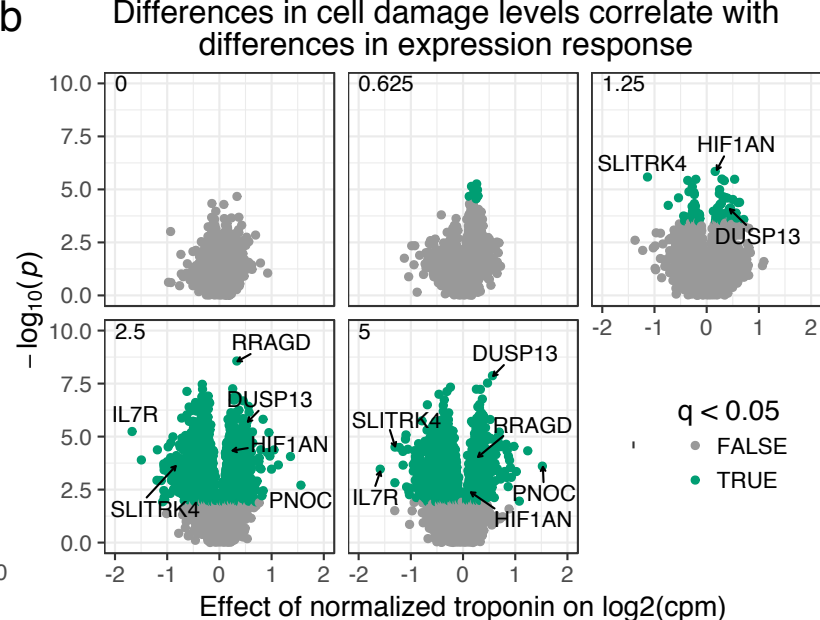 b
Differences in cell damage levels correlate with
differences in expression response
0
0.625
1.25
10.0
7.5
5.0
2.5
0.0
SLITRK4
HIF1AN
DUSP13
-2 -1 0 1 2
−log10(p)
2.5
5
10.0
7.5
5.0
2.5
0.0
RRAGD
IL7R
DUSP13
HIF1AN
SLITRK4
PNOC
DUSP13
SLITRK4
RRAGD
IL7R
PNOC
HIF1AN
q < 0.05
FALSE
TRUE
0
-2 -1 0 1 2
-2 -1 0 1 2
Effect of normalized troponin on log2(cpm)